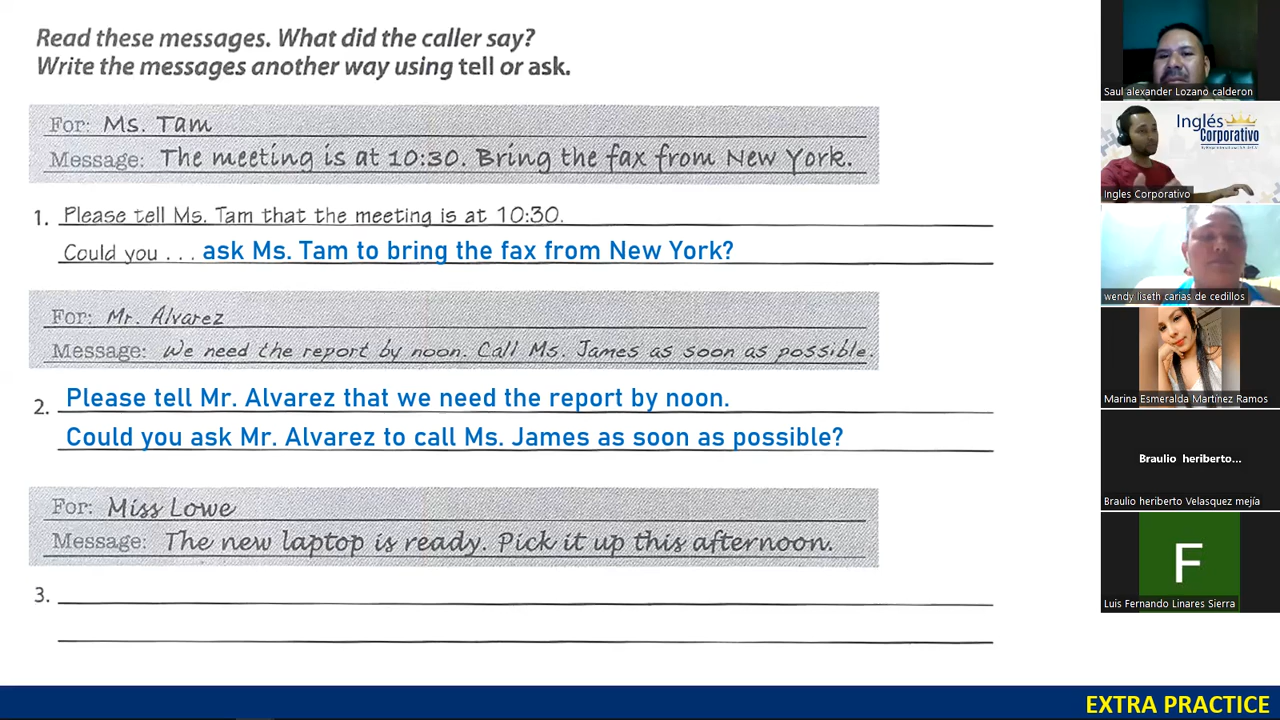 Read these messages. What did the caller say?
Write the messages another way using tell or ask.
For: Ms. Tam
Message: The meeting is at 10:30. Bring the fax from New York.
1. Please tell Ms. Tam that the meeting is at 10:30.
Could you . . . ask Ms. Tam to bring the fax from New York?
For: Mr. Alvarez
Message: We need the report by noon. Call Ms. James as soon as possible.
2. Please tell Mr. Alvarez that we need the report by noon.
Could you ask Mr. Alvarez to call Ms. James as soon as possible?
For: Miss Lowe
Message: The new laptop is ready. Pick it up this afternoon.
3.
EXTRA PRACTICE
Saul alexander Lozano calderon
Inglés
Corporativo
Ingles Corporativo
wendy liseth carias de cedillos
Marina Esmeralda Martínez Ramos
Braulio heriberto...
Braulio heriberto Velasquez mejía
F
Luis Fernando Linares Sierra